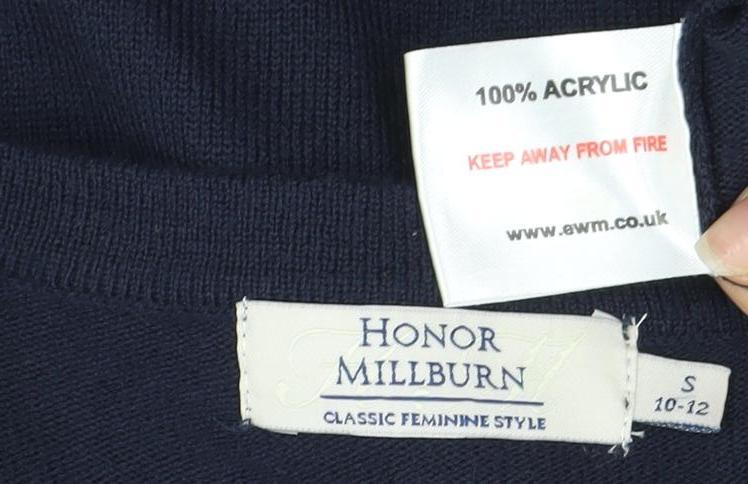 100% ACRYLIC
KEEP AWAY FROM FIRE
www.ewm.co.uk
HONOR
MILLBURN
CLASSIC FEMININE STYLE
S
10-12